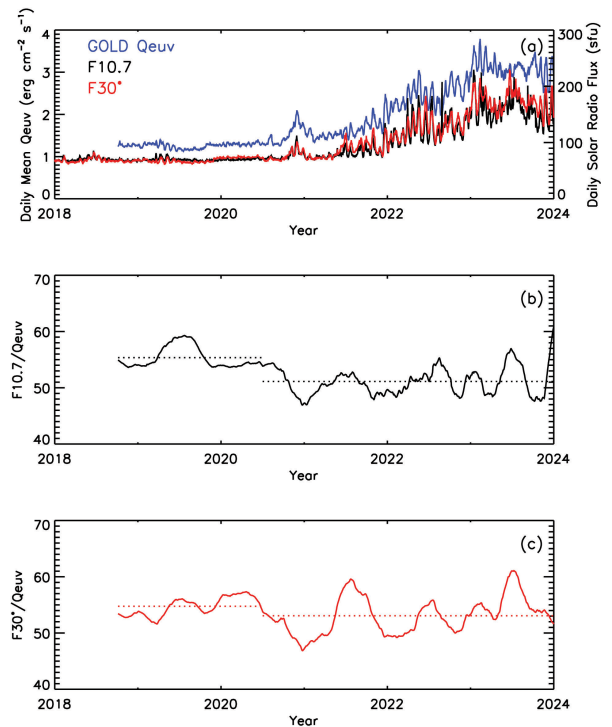 (a)
GOLD Qeuv
F10.7
F30*
Daily Mean Qeuv (erg cm⁻² s⁻¹)
4
3
2
1
0
Daily Solar Radio Flux (sfu)
300
200
100
0
2018 2020 2022 2024
Year
(b)
F10.7/Qeuv
70
60
50
40
2018 2020 2022 2024
Year
(c)
F30*/Qeuv
70
60
50
40
2018 2020 2022 2024
Year